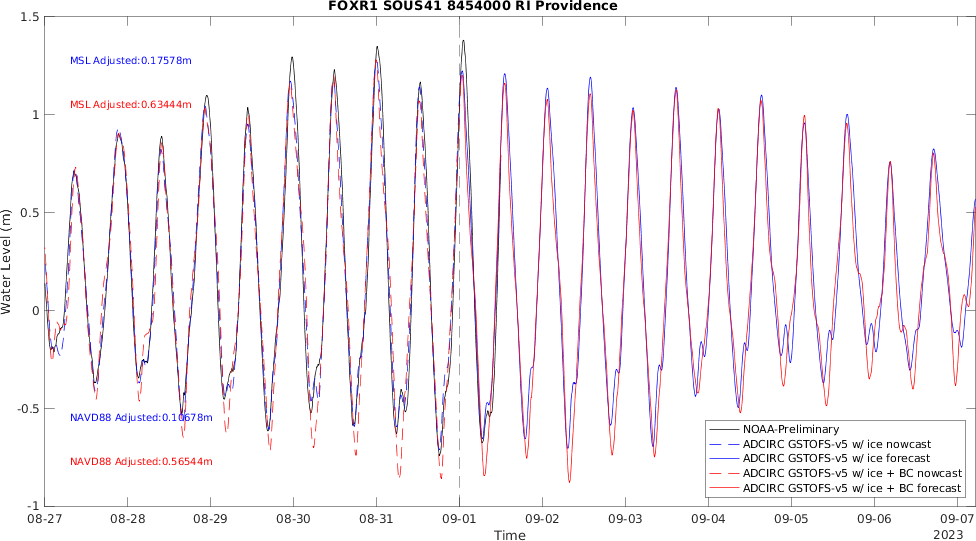 FOXR1 SOUS41 8454000 RI Providence
1.5
1
0.5
0
-0.5
-1
Water Level (m)
MSL Adjusted:0.17578m
MSL Adjusted:0.63444m
NAVD88 Adjusted:0.10678m
NAVD88 Adjusted:0.56544m
NOAA-Preliminary
ADCIRC GSTOFS-v5 w/ ice nowcast
ADCIRC GSTOFS-v5 w/ ice forecast
ADCIRC GSTOFS-v5 w/ ice + BC nowcast
ADCIRC GSTOFS-v5 w/ ice + BC forecast
08-27 08-28 08-29 08-30 08-31 09-01 09-02 09-03 09-04 09-05 09-06 09-07
Time
2023